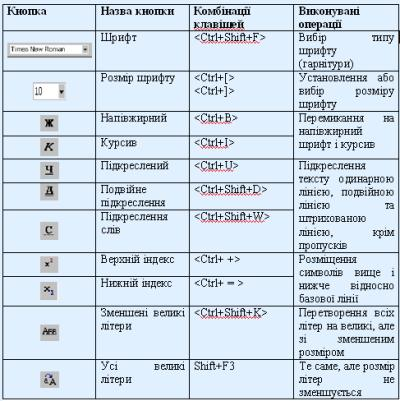 Кнопка Назва кнопки Комбінації клавішей Виконувані операції
Times New Roman Шрифт <Ctrl+Shift+F> Вибір типу шрифту (гарнітури)
10 Розмір шрифту <Ctrl+[> <Ctrl+]> Установлення або вибір розміру шрифту
Ж Напівжирний <Ctrl+B> Перемикання на напівжирний шрифт і курсив
К Курсив <Ctrl+I>
Ч Підкреслений <Ctrl+U> Підкреслення тексту одинарною лінією, подвійною лінією та штрихованою лінією, крім пропусків
Д Подвійне підкреслення <Ctrl+Shift+D>
С Підкреслення слів <Ctrl+Shift+W>
x² Верхній індекс <Ctrl+ +> Розміщення символів вище і нижче відносно базової лінії
x₂ Нижній індекс <Ctrl+ = >
Авв Зменшені великі літери <Ctrl+Shift+K> Перетворення всіх літер на великі, але зі зменшеним розміром
аА Усі великі літери Shift+F3 Те саме, але розмір літер не зменшується